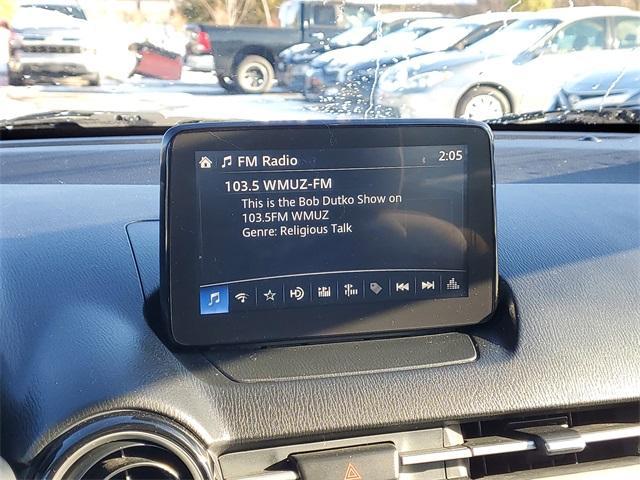 FM Radio 2:05
103.5 WMUZ-FM
This is the Bob Dutko Show on
103.5FM WMUZ
Genre: Religious Talk
HD